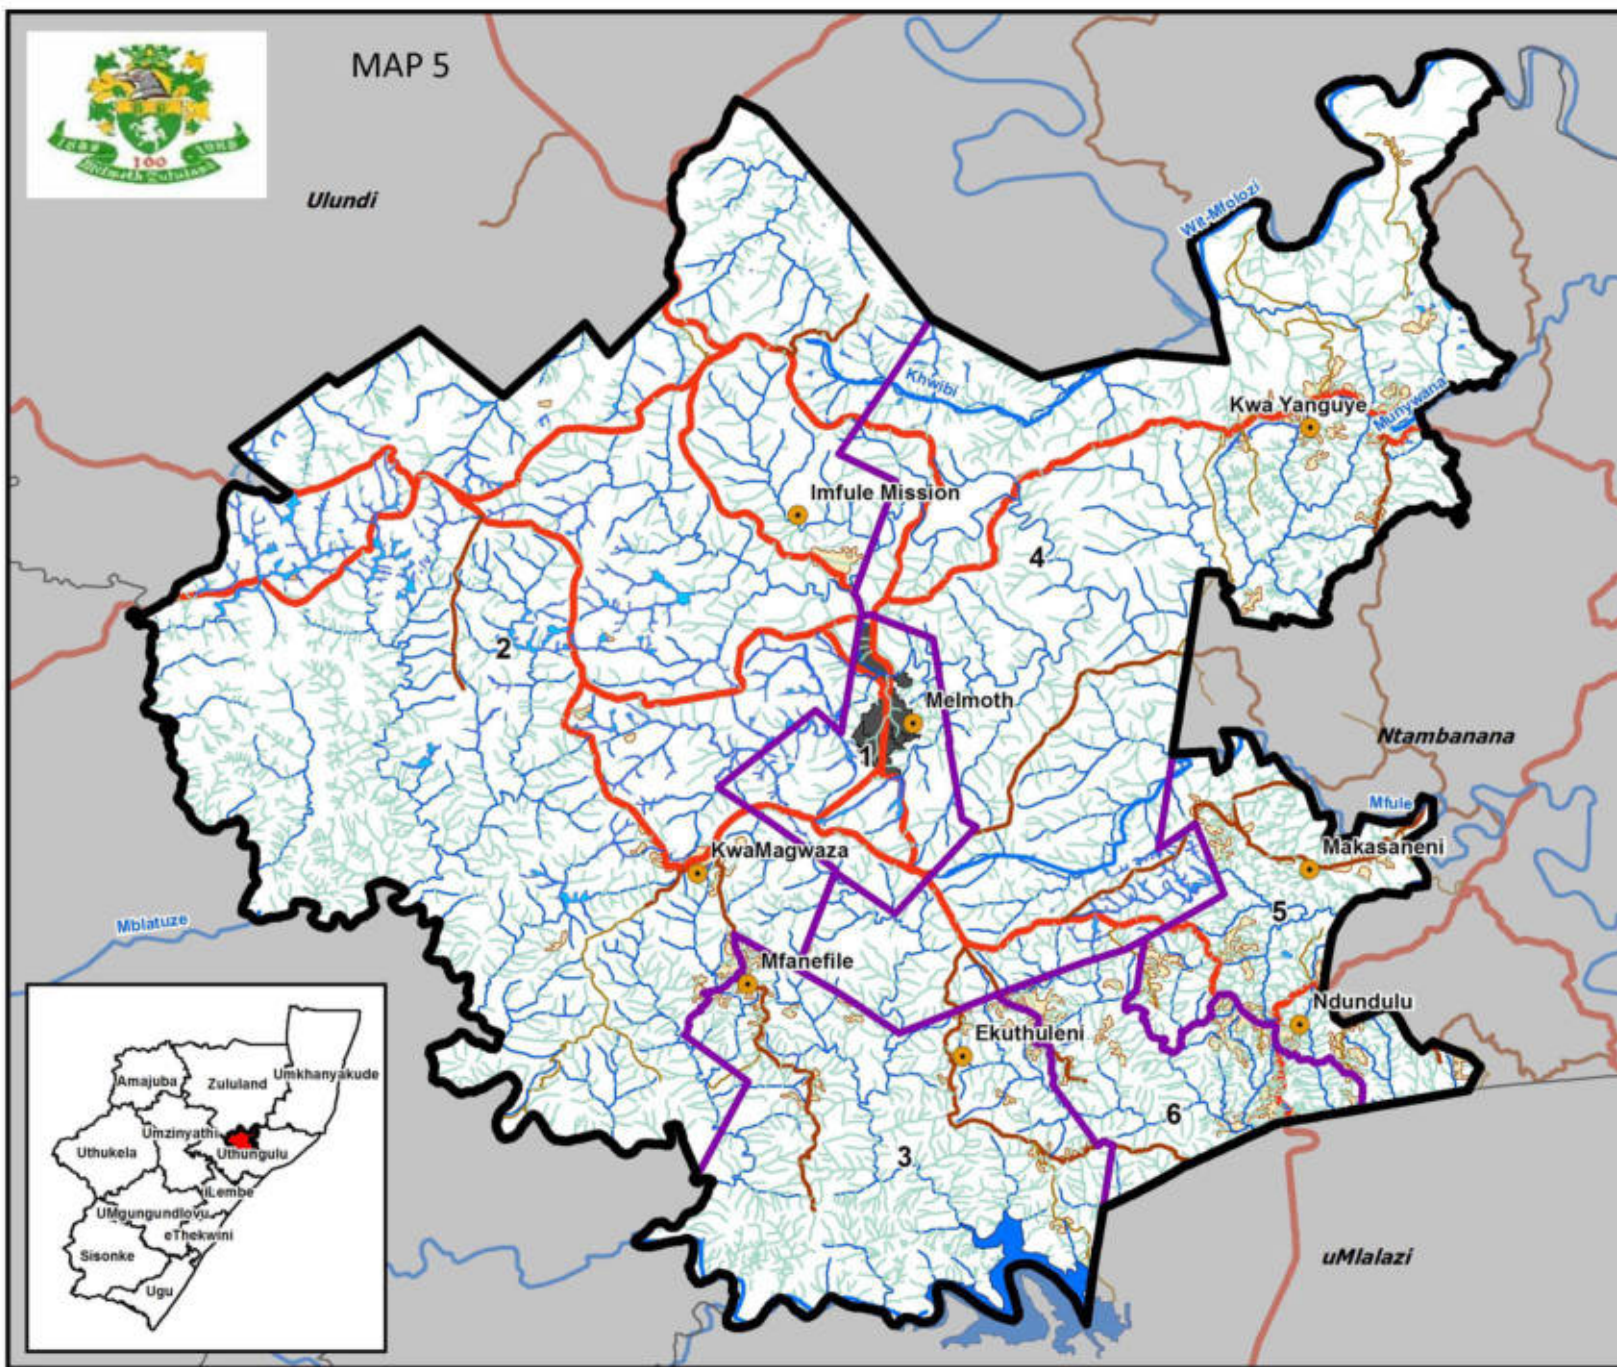 MAP 5
100
Ulundi
Wit-Mfolozi
Khwibi
Kwa Yanguye
Munywana
Imfule Mission
4
2
Melmoth
1
Ntambanana
Mfule
KwaMagwaza
Makasaneni
5
Mblatuze
Mfanefile
Ndundulu
Ekuthuleni
6
3
uMlalazi
Amajuba
Zululand
Umkhanyakude
Umzinyathi
Uthukela
Uthungulu
iLembe
UMgungundlovu
eThekwini
Sisonke
Ugu